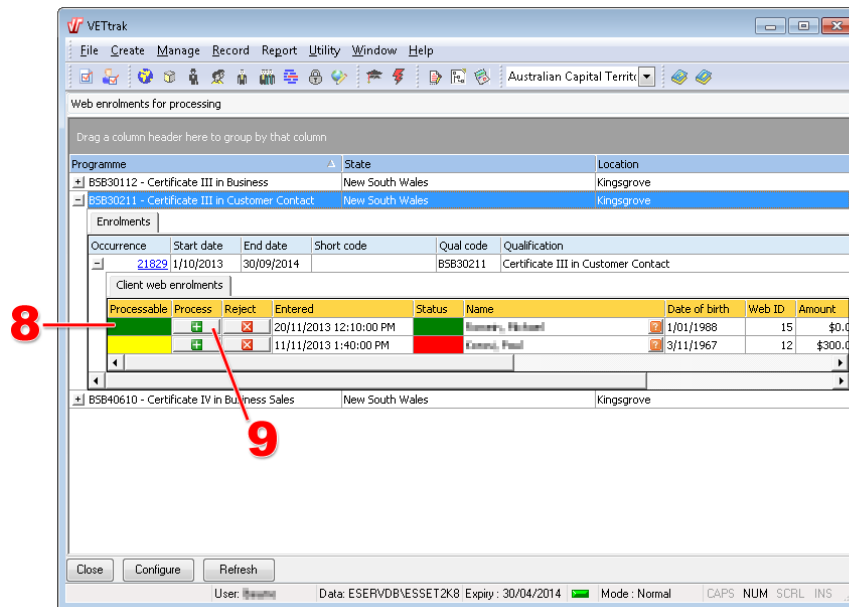 VETtrak
File Create Manage Record Report Utility Window Help
Australian Capital Territc
Web enrolments for processing
Drag a column header here to group by that column
Programme State Location
BSB30112 - Certificate III in Business New South Wales Kingsgrove
BSB30211 - Certificate III in Customer Contact New South Wales Kingsgrove
Enrolments
Occurrence Start date End date Short code Qual code Qualification
21829 1/10/2013 30/09/2014 BSB30211 Certificate III in Customer Contact
Client web enrolments
Processable Process Reject Entered Status Name Date of birth Web ID Amount
8
20/11/2013 12:10:00 PM 1/01/1988 15 $0.0
11/11/2013 1:40:00 PM 3/11/1967 12 $300.0
BSB40610 - Certificate IV in Business Sales New South Wales Kingsgrove
9
Close Configure Refresh
User: Data: ESERVDB\ESSET2K8 Expiry : 30/04/2014 Mode : Normal CAPS NUM SCRL INS